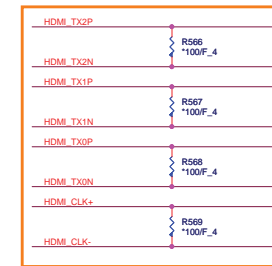 HDMI_TX2P
R566
*100/F_4
HDMI_TX2N
HDMI_TX1P
R567
*100/F_4
HDMI_TX1N
HDMI_TX0P
R568
*100/F_4
HDMI_TX0N
HDMI_CLK+
R569
*100/F_4
HDMI_CLK-